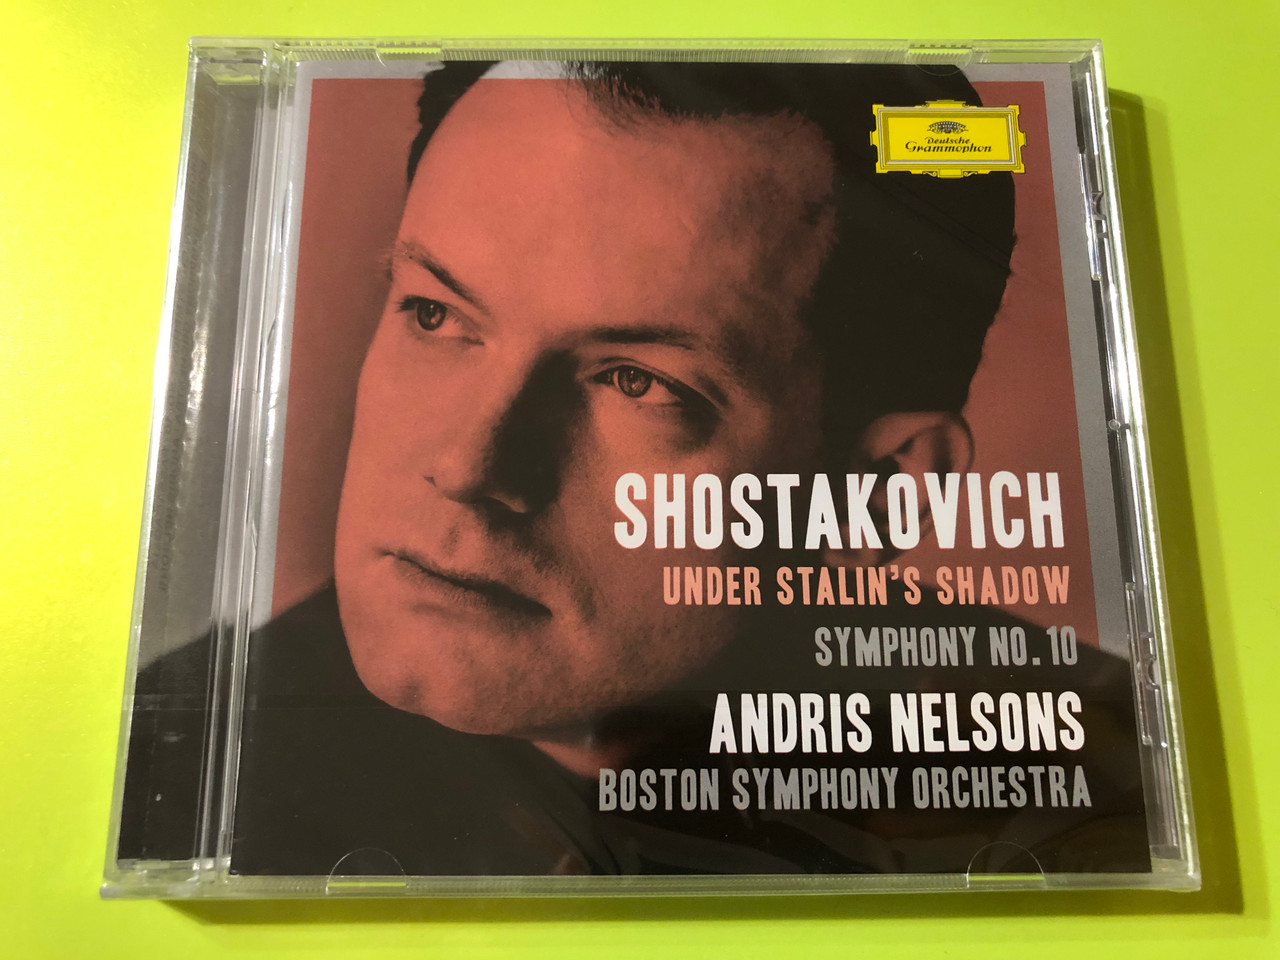 Deutsche
Grammophon
SHOSTAKOVICH
UNDER STALIN'S SHADOW
SYMPHONY NO. 10
ANDRIS NELSONS
BOSTON SYMPHONY ORCHESTRA